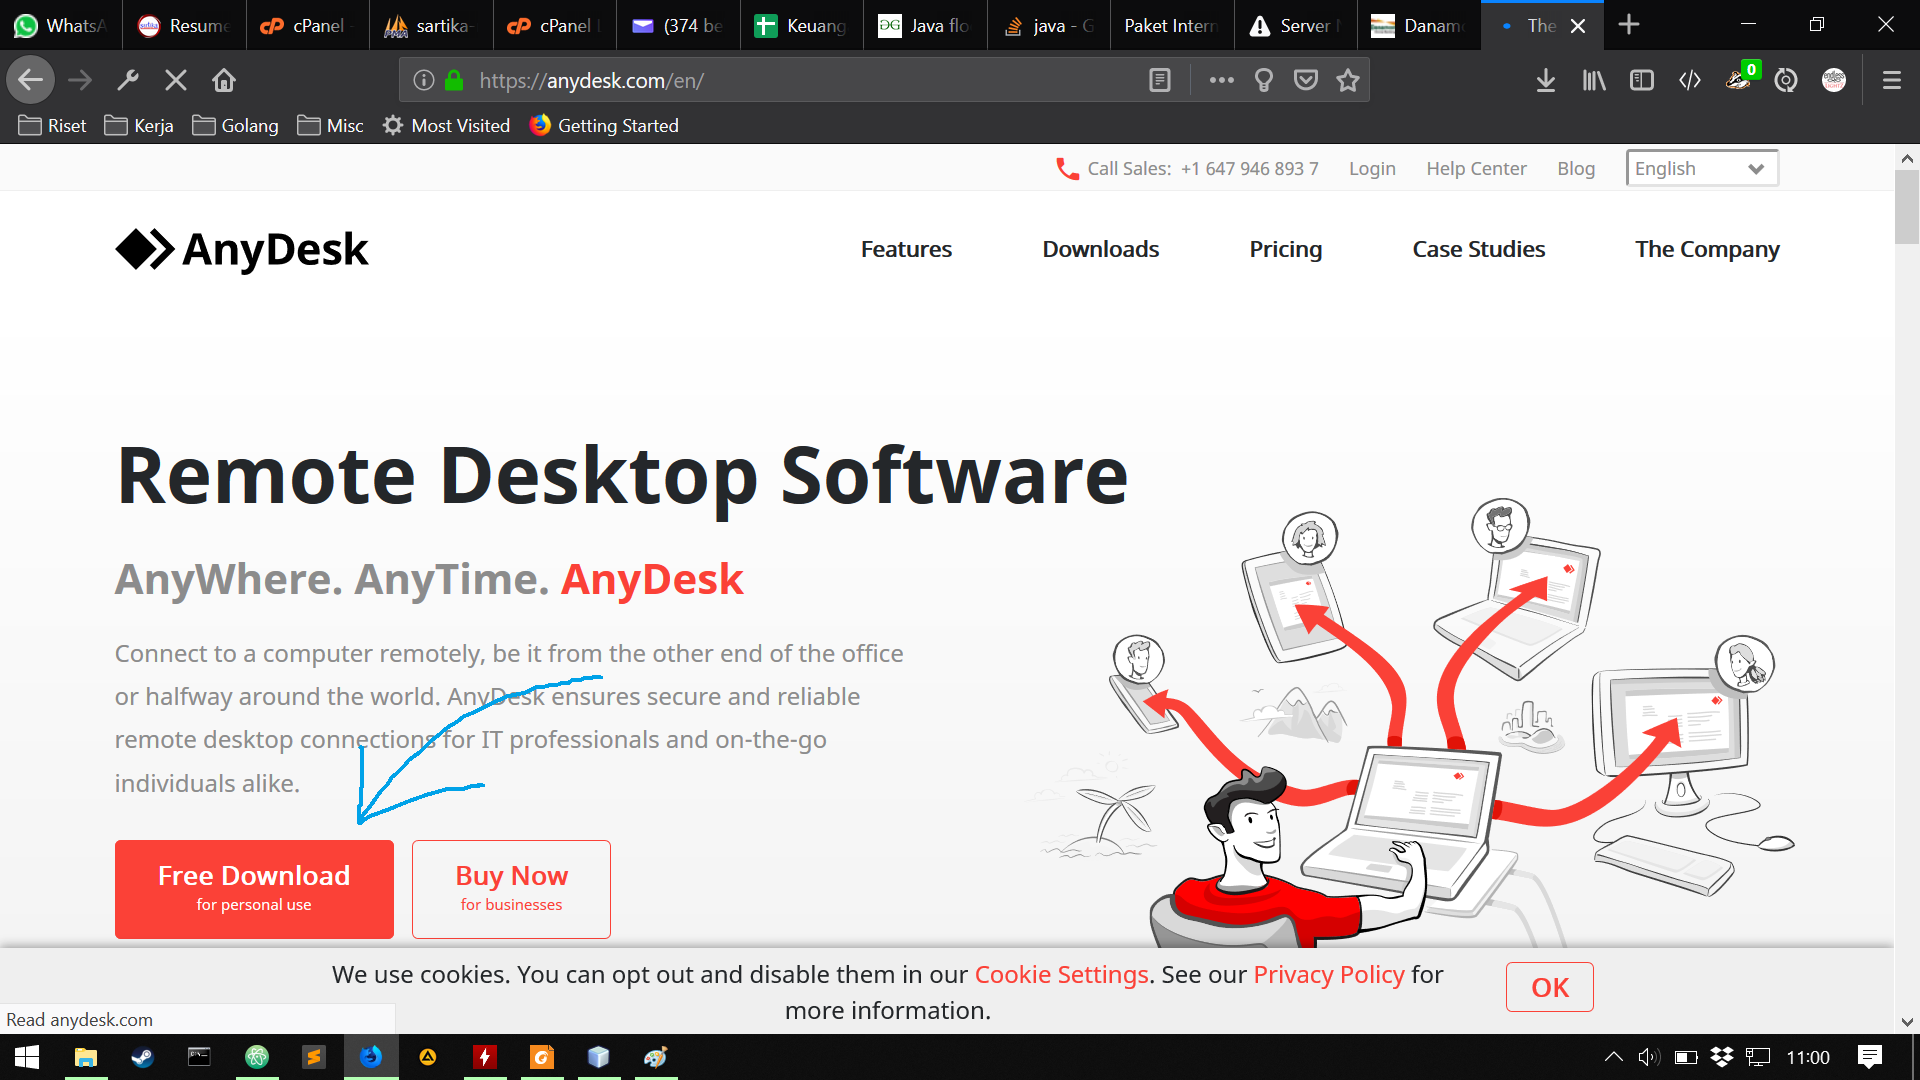 WhatsA
Resume
cPanel -
sartika-
cPanel
(374 be
Keuang
Java flo
java - G
Paket Intern
Server
Danam
The
https://anydesk.com/en/
0
Riset
Kerja
Golang
Misc
Most Visited
Getting Started
Call Sales: +1 647 946 893 7
Login
Help Center
Blog
English
AnyDesk
Features
Downloads
Pricing
Case Studies
The Company
Remote Desktop Software
AnyWhere. AnyTime. AnyDesk
Connect to a computer remotely, be it from the other end of the office
or halfway around the world. AnyDesk ensures secure and reliable
remote desktop connections for IT professionals and on-the-go
individuals alike.
Free Download
for personal use
Buy Now
for businesses
We use cookies. You can opt out and disable them in our Cookie Settings. See our Privacy Policy for
more information.
OK
Read anydesk.com
11:00